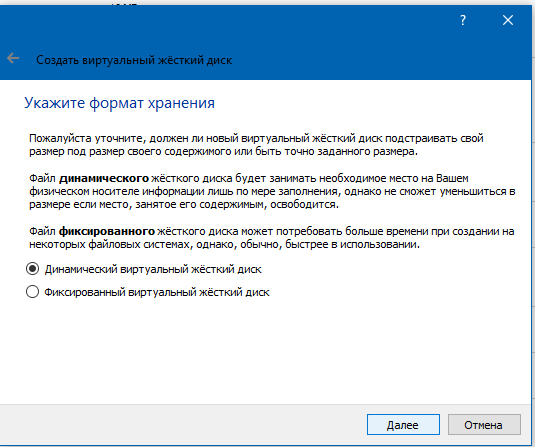 ?
Создать виртуальный жёсткий диск
Укажите формат хранения
Пожалуйста уточните, должен ли новый виртуальный жёсткий диск подстраивать свой
размер под размер своего содержимого или быть точно заданного размера.
Файл динамического жёсткого диска будет занимать необходимое место на Вашем
физическом носителе информации лишь по мере заполнения, однако не сможет уменьшиться в
размере если место, занятое его содержимым, освободится.
Файл фиксированного жёсткого диска может потребовать больше времени при создании на
некоторых файловых системах, однако, обычно, быстрее в использовании.
Динамический виртуальный жёсткий диск
Фиксированный виртуальный жёсткий диск
Далее
Отмена